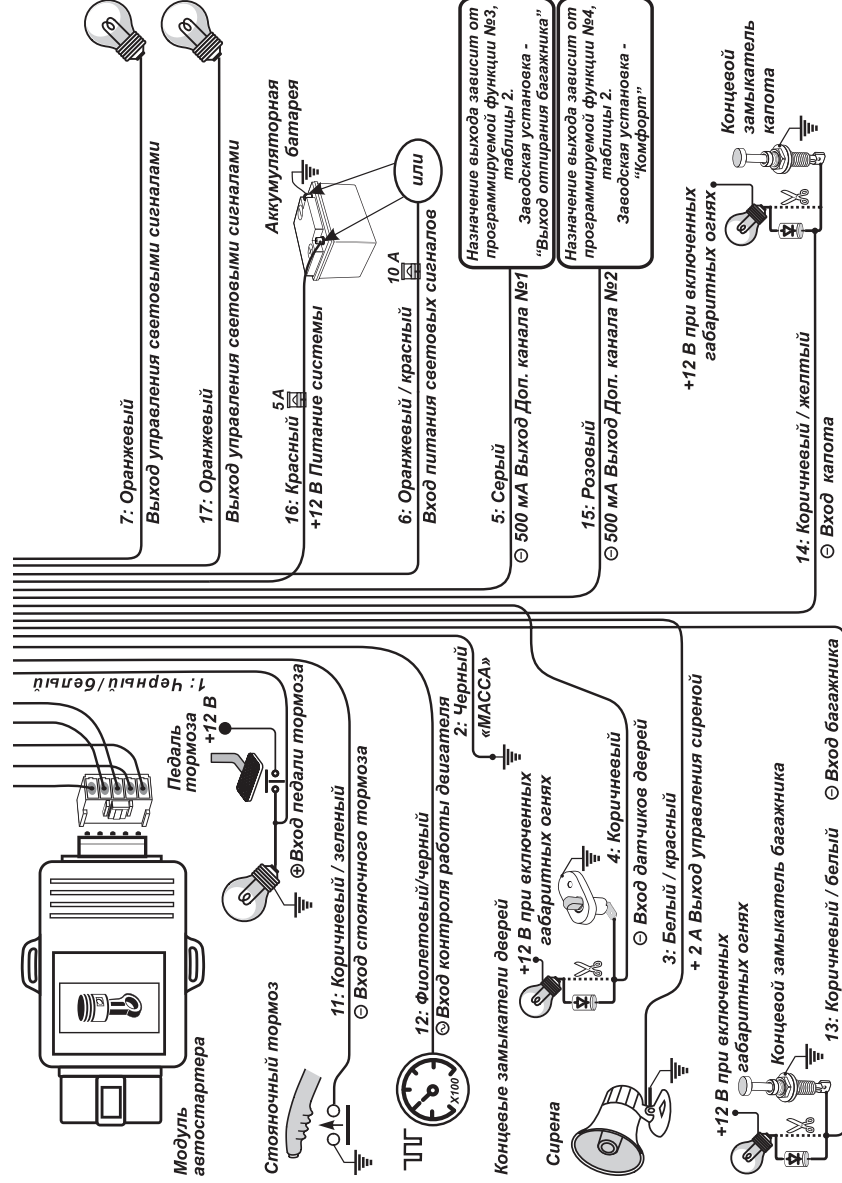 7: Оранжевый
Выход управления световыми сигналами
17: Оранжевый
Выход управления световыми сигналами
Аккумуляторная
батарея
16: Красный
5 А
+12 В Питание системы
или
10 А
6: Оранжевый / красный
Вход питания световых сигналов
Назначение выхода зависит от
программируемой функции №3,
таблицы 2.
Заводская установка -
“Выход отпирания багажника”
5: Серый
⊖ 500 мА Выход Доп. канала №1
Назначение выхода зависит от
программируемой функции №4,
таблицы 2.
Заводская установка -
“Комфорт”
15: Розовый
⊖ 500 мА Выход Доп. канала №2
+12 В при включенных
габаритных огнях
Концевой
замыкатель
капота
14: Коричневый / желтый
⊖ Вход капота
1: Черный/белый
Модуль
автостартера
Педаль
тормоза
+12 В
⊕ Вход педали тормоза
Стояночный тормоз
11: Коричневый / зеленый
⊖ Вход стояночного тормоза
X100
12: Фиолетовый/черный
Вход контроля работы двигателя
2: Черный
«МАССА»
Концевые замыкатели дверей
+12 В при включенных
габаритных огнях
4: Коричневый
⊖ Вход датчиков дверей
Сирена
3: Белый / красный
+ 2 А Выход управления сиреной
+12 В при включенных
габаритных огнях
Концевой замыкатель багажника
13: Коричневый / белый
⊖ Вход багажника